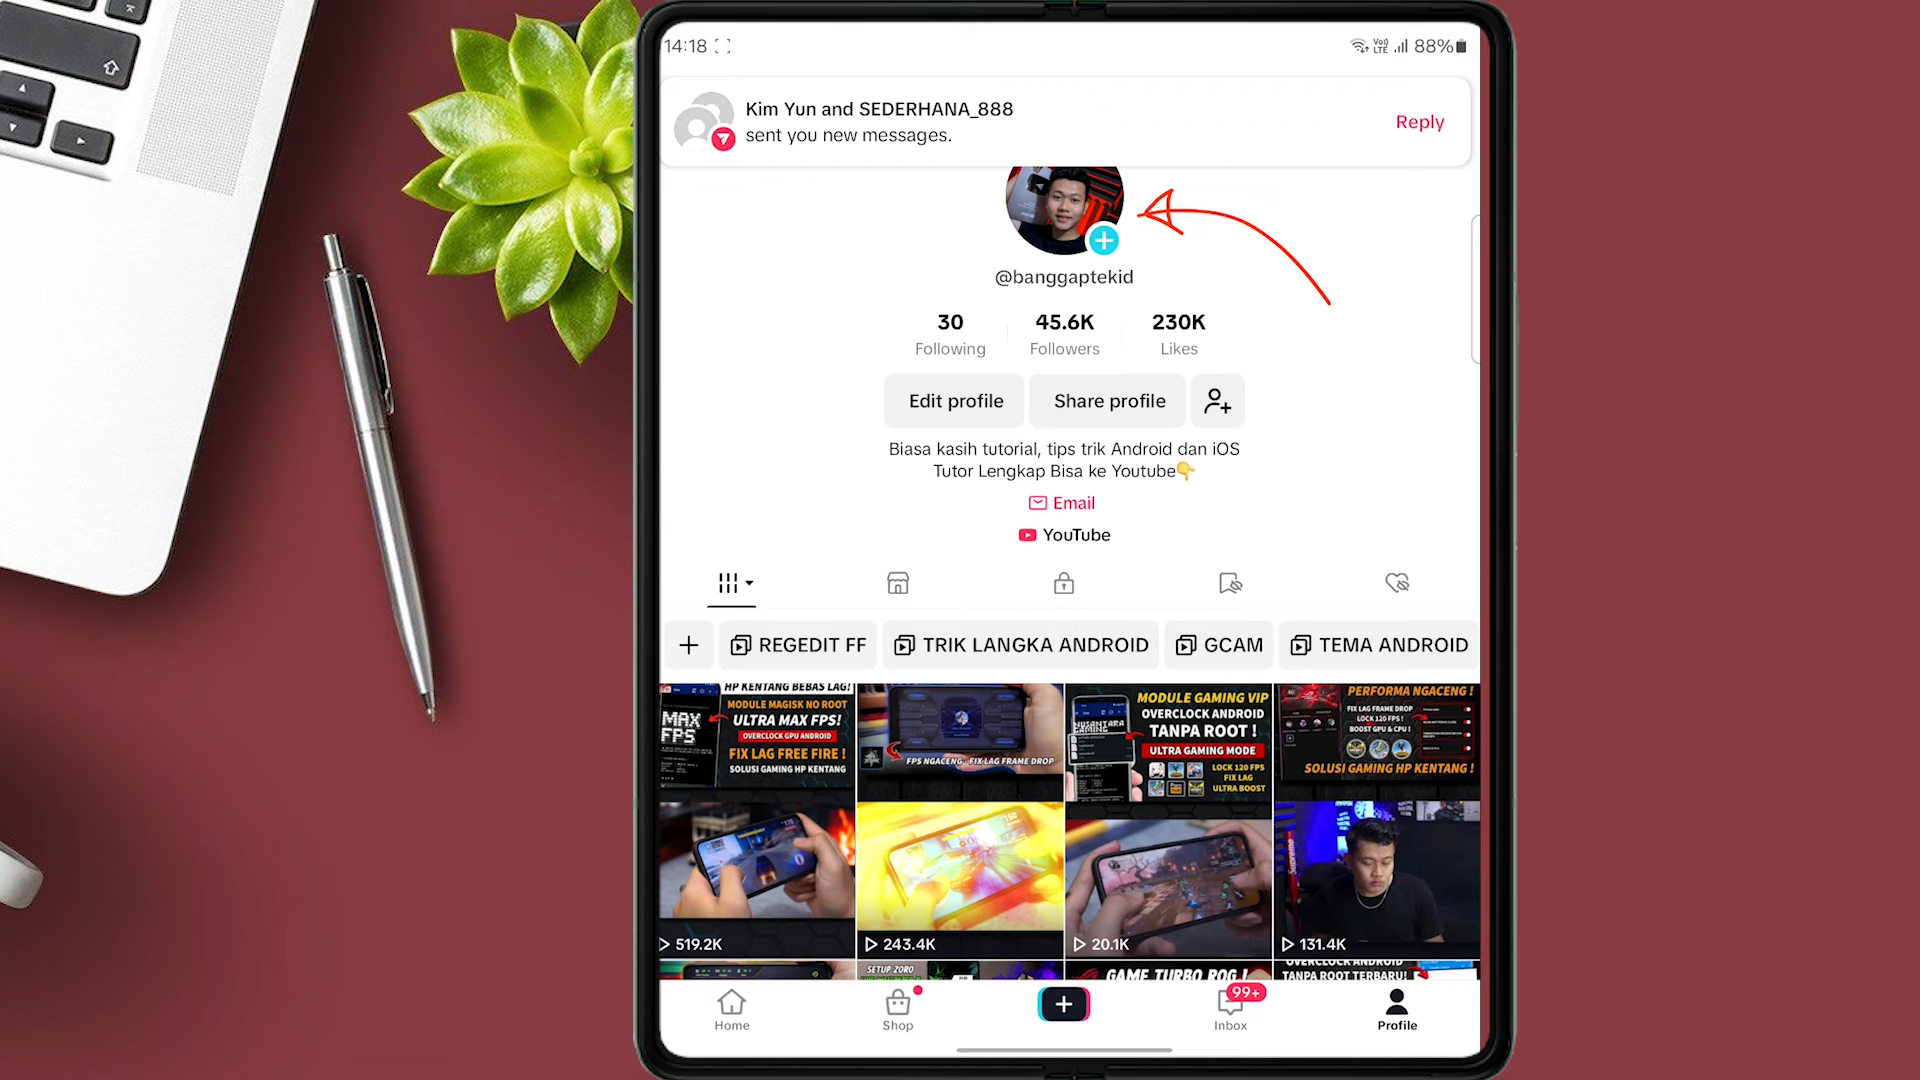 14:18
Vo) LTE 88%
Kim Yun and SEDERHANA_888
sent you new messages.
Reply
@banggaptekid
30 45.6K 230K
Following Followers Likes
Edit profile Share profile
Biasa kasih tutorial, tips trik Android dan iOS
Tutor Lengkap Bisa ke Youtube👇
Email
YouTube
REGEDIT FF TRIK LANGKA ANDROID GCAM TEMA ANDROID
HP KENTANG BEBAS LAG!
MODULE MAGISK NO ROOT
MAX FPS
ULTRA MAX FPS!
OVERCLOCK GPU ANDROID
FIX LAG FREE FIRE !
SOLUSI GAMING HP KENTANG
FPS NGACENG - FIX LAG FRAME DROP
MODULE GAMING VIP
OVERCLOCK ANDROID
TANPA ROOT !
NUSANTARA GAMING
ULTRA GAMING MODE
LOCK 120 FPS
FIX LAG
ULTRA BOOST
PERFORMA NGACENG !
FIX LAG FRAME DROP
LOCK 120 FPS !
BOOST GPU & CPU !
SOLUSI GAMING HP KENTANG !
519.2K 243.4K 20.1K 131.4K
Supreme
SETUP ZORO
GAME TURBO ROG !
OVERCLOCK ANDROID
TANPA ROOT TERBARU!
99+
Home Shop Inbox Profile